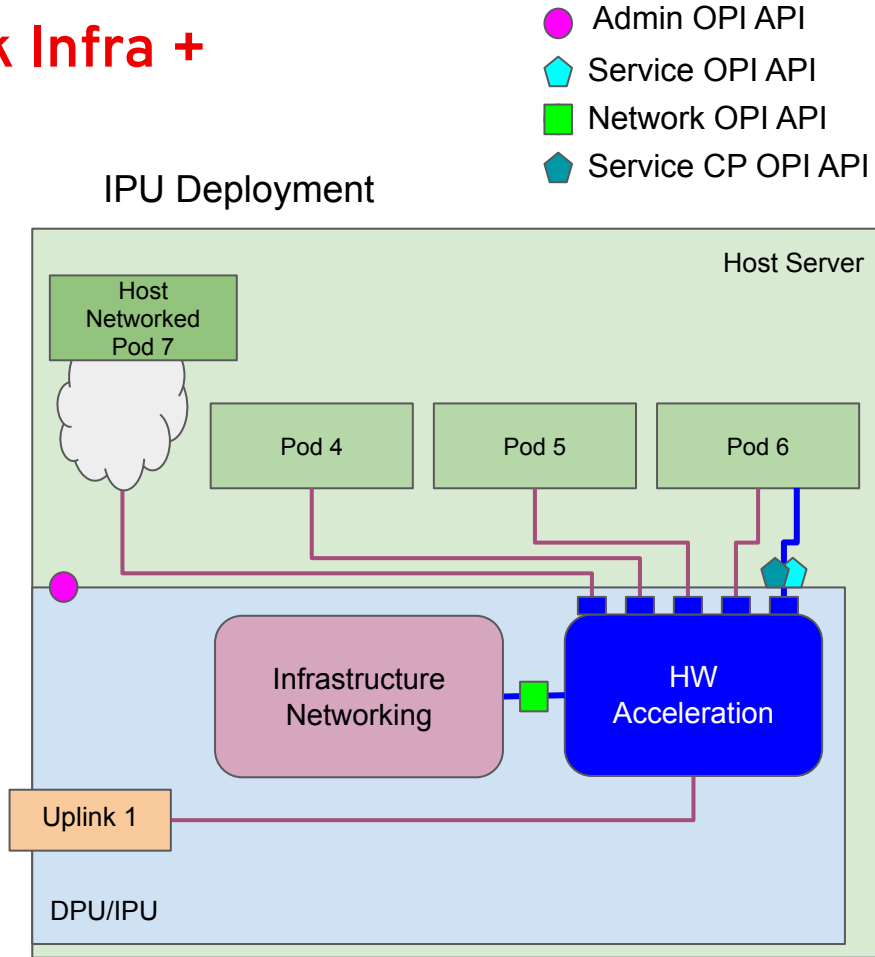 k Infra +
Admin OPI API
Service OPI API
Network OPI API
Service CP OPI API
IPU Deployment
Host Server
Host
Networked
Pod 7
Pod 4
Pod 5
Pod 6
Infrastructure
Networking
HW
Acceleration
Uplink 1
DPU/IPU